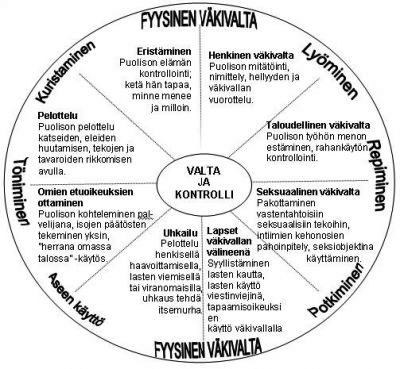 FYYSINEN VÄKIVALTA
Lyöminen
Repiminen
Potkiminen
FYYSINEN VÄKIVALTA
Aseen käyttö
Töniminen
Kuristaminen
Eristäminen
Puolison elämän
kontrollointi;
ketä hän tapaa,
minne menee
ja milloin.
Henkinen väkivalta
Puolison mitätöinti,
nimittely, hellyyden ja
väkivallan
vuorottelu.
Taloudellinen väkivalta
Puolison työhön menon
estäminen, rahankäytön
kontrollointi.
Seksuaalinen väkivalta
Pakottaminen
vastentahtoisiin
seksuaalisiin tekoihin,
intiimien kehonosien
pahoinpitely, seksiobjektina
käyttäminen.
Lapset
väkivallan
välineenä
Syyllistäminen
lasten kautta,
lasten käyttö
viestinviejinä,
tapaamisoikeuksi
en
käyttö väkivallalla
Uhkailu
Pelottelu
henkisellä
haavoittamisella,
lasten viemisellä
tai viranomaisilla,
uhkaus tehdä
itsemurha.
Omien etuoikeuksien
ottaminen
Puolison kohteleminen pal-
velijana, isojen päätösten
tekeminen yksin,
"herrana omassa
talossa" -käytös.
Pelottelu
Puolison pelottelu
katseiden, eleiden
huutamisen, tekojen ja
tavaroiden rikkomisen
avulla.
VALTA
JA
KONTROLLI